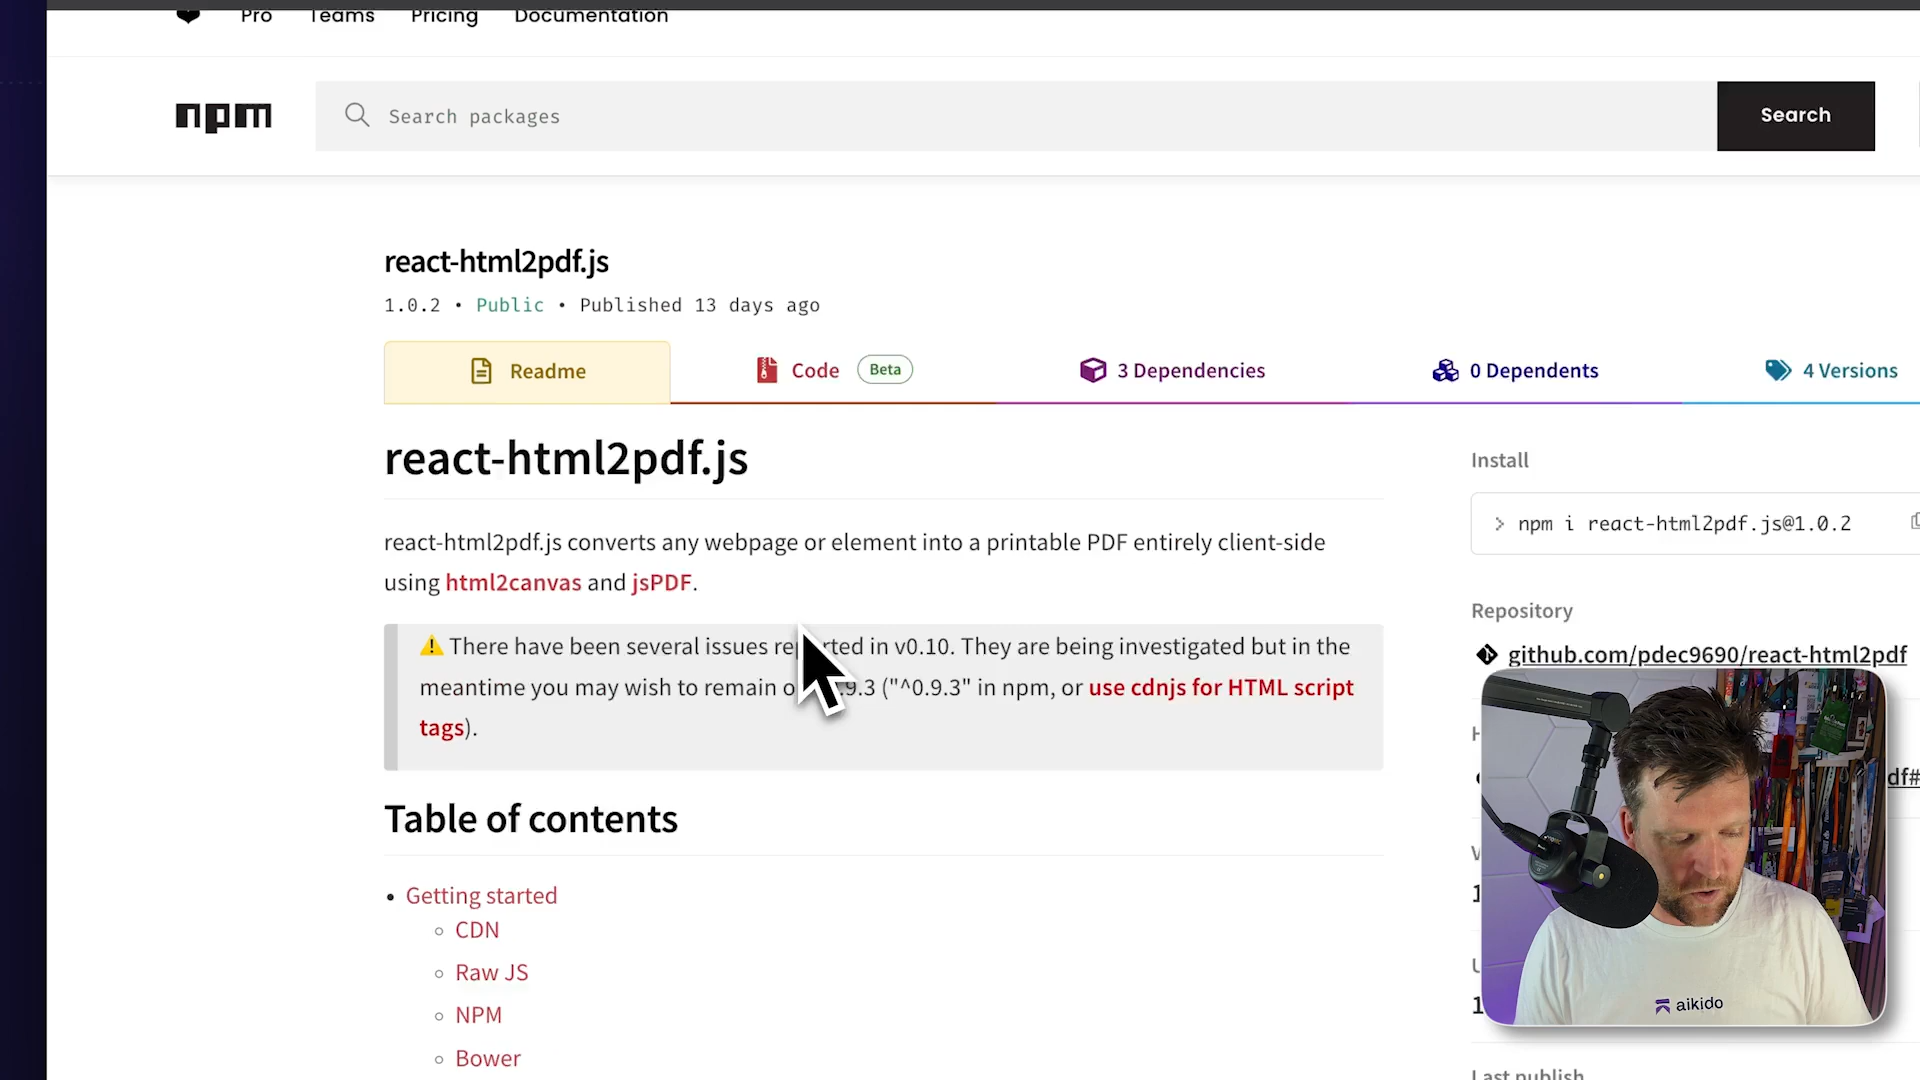 Pro Teams Pricing Documentation
npm Search packages Search
react-html2pdf.js
1.0.2 • Public • Published 13 days ago
Readme Code Beta 3 Dependencies 0 Dependents 4 Versions
react-html2pdf.js
Install
> npm i react-html2pdf.js@1.0.2
react-html2pdf.js converts any webpage or element into a printable PDF entirely client-side
using html2canvas and jsPDF.
Repository
github.com/pdec9690/react-html2pdf
⚠️ There have been several issues reported in v0.10. They are being investigated but in the
meantime you may wish to remain 9.3 ("^0.9.3" in npm, or use cdnjs for HTML script
tags).
df#
Table of contents
• Getting started
◦ CDN
◦ Raw JS
◦ NPM
◦ Bower
aikido
Last publish